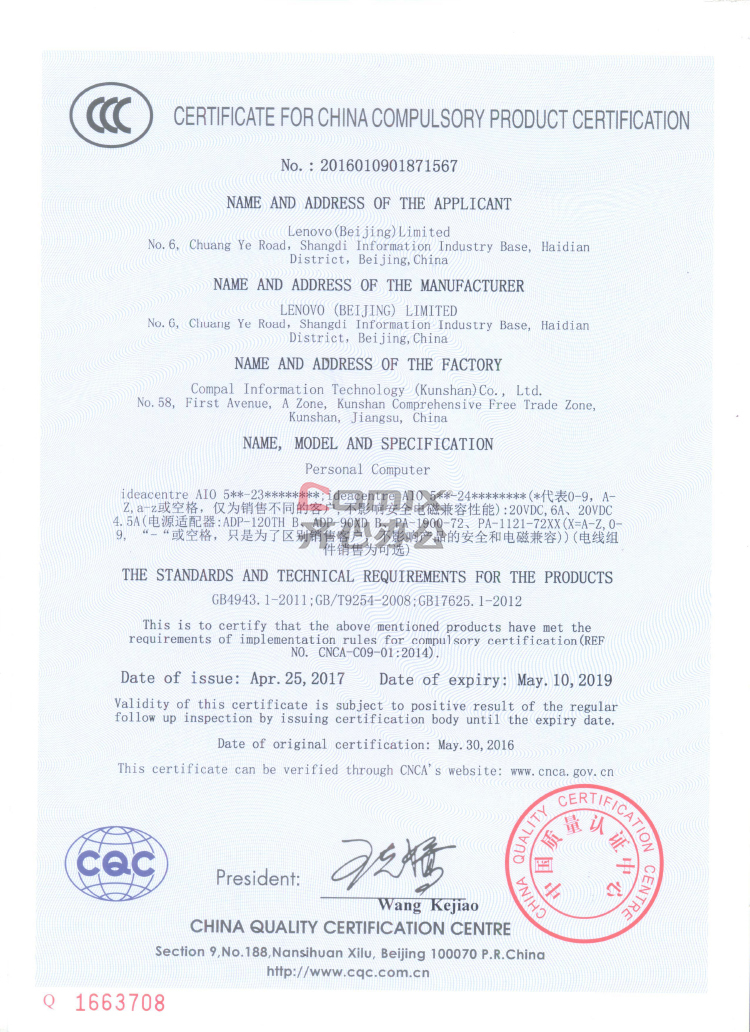 CCC
CERTIFICATE FOR CHINA COMPULSORY PRODUCT CERTIFICATION
No. : 2016010901871567
NAME AND ADDRESS OF THE APPLICANT
Lenovo(Beijing)Limited
No. 6, Chuang Ye Road, Shangdi Information Industry Base, Haidian
District, Beijing,China
NAME AND ADDRESS OF THE MANUFACTURER
LENOVO (BEIJING) LIMITED
No. 6, Chuang Ye Road, Shangdi Information Industry Base, Haidian
District, Beijing,China
NAME AND ADDRESS OF THE FACTORY
Compal Information Technology (Kunshan)Co., Ltd.
No. 58, First Avenue, A Zone, Kunshan Comprehensive Free Trade Zone,
Kunshan, Jiangsu, China
NAME, MODEL AND SPECIFICATION
Personal Computer
ideacentre AIO 5**-23********;ideacentre AIO 5**-24********(*代表0-9, A-
Z,a-z或空格, 仅为销售不同的客户,不影响安全电磁兼容性能):20VDC,6A、20VDC
4.5A(电源适配器:ADP-120TH B、ADP-90XD B、PA-1900-72、PA-1121-72XX(X=A-Z,0-
9, “-”或空格, 只是为了区别销售客户, 不影响产品的安全和电磁兼容))(电线组
件销售为可选)
Comix
齐心办公
THE STANDARDS AND TECHNICAL REQUIREMENTS FOR THE PRODUCTS
GB4943.1-2011;GB/T9254-2008;GB17625.1-2012
This is to certify that the above mentioned products have met the
requirements of implementation rules for compulsory certification(REF
NO. CNCA-C09-01:2014).
Date of issue: Apr. 25, 2017 Date of expiry: May. 10, 2019
Validity of this certificate is subject to positive result of the regular
follow up inspection by issuing certification body until the expiry date.
Date of original certification: May. 30, 2016
This certificate can be verified through CNCA's website: www.cnca.gov.cn
CHINA QUALITY CERTIFICATION CENTRE
中国质量认证中心
CQC
President:
Wang Kejiao
CHINA QUALITY CERTIFICATION CENTRE
Section 9,No.188,Nansihuan Xilu, Beijing 100070 P.R.China
http://www.cqc.com.cn
Q 1663708